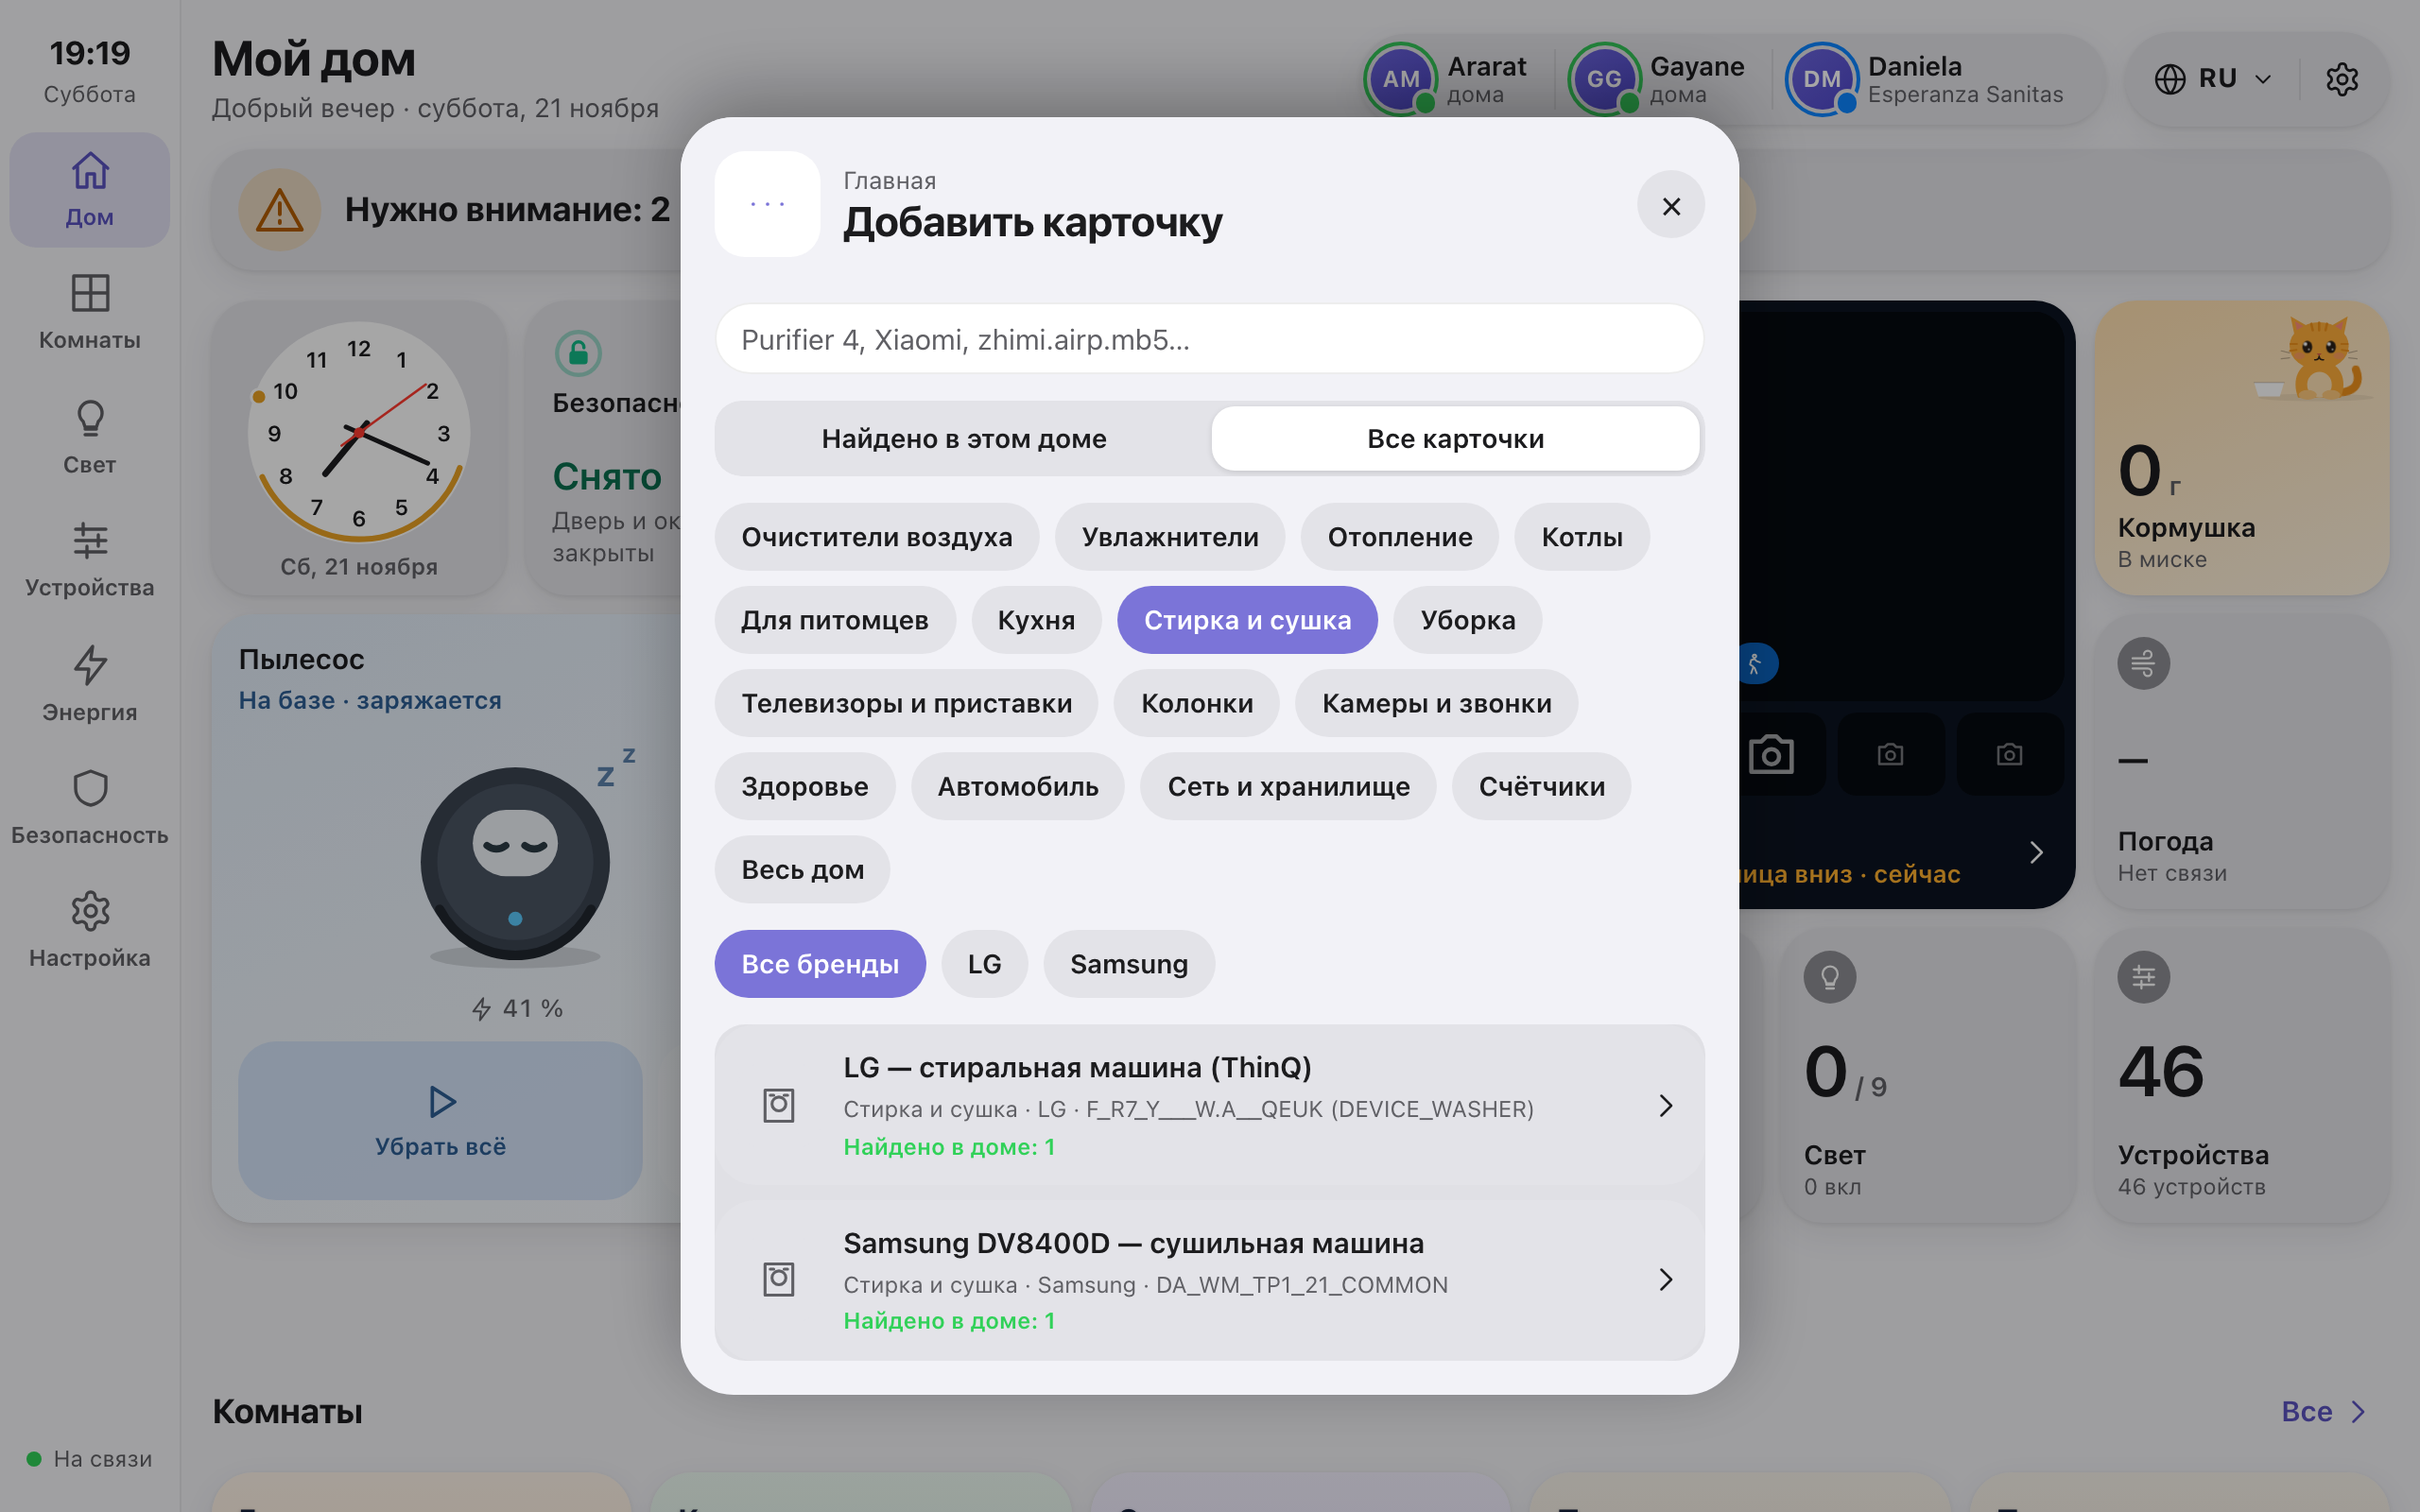 19:19
Суббота
Дом
Комнаты
Свет
Устройства
Энергия
Безопасность
Настройка
На связи
Мой дом
Добрый вечер · суббота, 21 ноября
AM
Ararat
дома
GG
Gayane
дома
DM
Daniela
Esperanza Sanitas
RU
Нужно внимание: 2
12
1
2
3
4
5
6
7
8
9
10
11
Сб, 21 ноября
Снято
закрыты
Пылесос
На базе · заряжается
z
z
41 %
Убрать всё
Главная
Добавить карточку
Purifier 4, Xiaomi, zhimi.airp.mb5...
Найдено в этом доме
Все карточки
Очистители воздуха
Увлажнители
Отопление
Котлы
Для питомцев
Кухня
Стирка и сушка
Уборка
Телевизоры и приставки
Колонки
Камеры и звонки
Здоровье
Автомобиль
Сеть и хранилище
Счётчики
Весь дом
Все бренды
LG
Samsung
LG — стиральная машина (ThinQ)
Стирка и сушка · LG · F_R7_Y___W.A__QEUK (DEVICE_WASHER)
Найдено в доме: 1
Samsung DV8400D — сушильная машина
Стирка и сушка · Samsung · DA_WM_TP1_21_COMMON
Найдено в доме: 1
вниз · сейчас
0 г
Кормушка
В миске
—
Погода
Нет связи
0 / 9
Свет
0 вкл
46
Устройства
46 устройств
Комнаты
Все